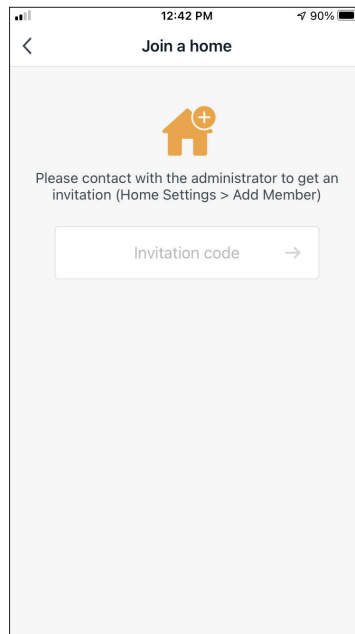 12:42 PM 90%
Join a home
Please contact with the administrator to get an
invitation (Home Settings > Add Member)
Invitation code